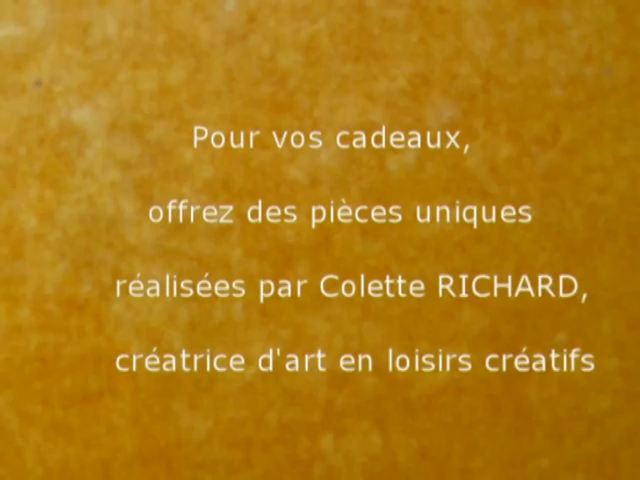 Pour vos cadeaux,
offrez des pièces uniques
réalisées par Colette RICHARD,
créatrice d'art en loisirs créatifs